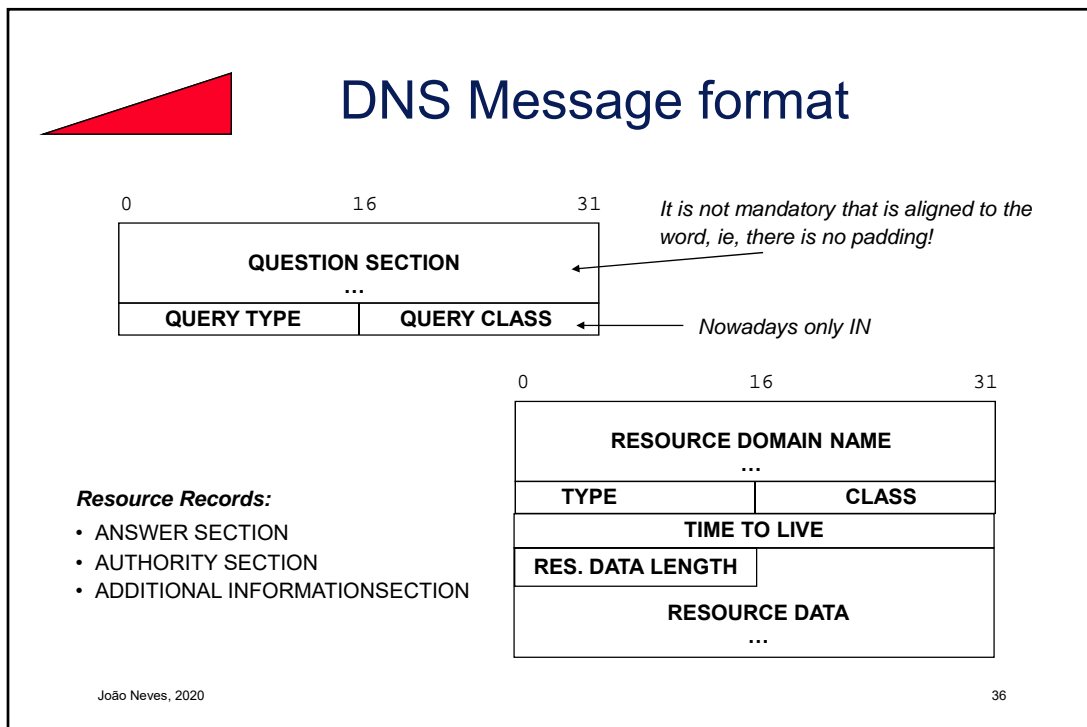 DNS Message format
0 16 31
It is not mandatory that is aligned to the
word, ie, there is no padding!
QUESTION SECTION
...
QUERY TYPE QUERY CLASS
Nowadays only IN
0 16 31
RESOURCE DOMAIN NAME
...
TYPE CLASS
TIME TO LIVE
RES. DATA LENGTH
RESOURCE DATA
...
Resource Records:
• ANSWER SECTION
• AUTHORITY SECTION
• ADDITIONAL INFORMATIONSECTION
João Neves, 2020 36